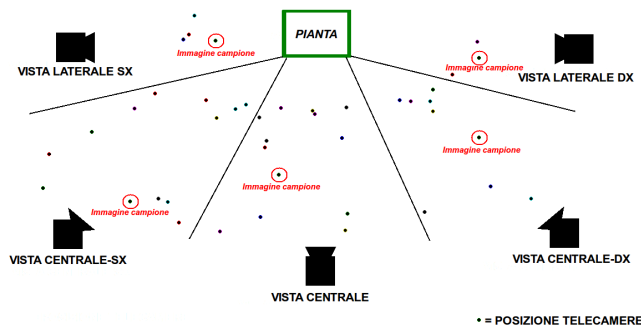 PIANTA
Immagine campione
VISTA LATERALE SX
Immagine campione
VISTA LATERALE DX
Immagine campione
Immagine campione
Immagine campione
VISTA CENTRALE-SX
VISTA CENTRALE-DX
VISTA CENTRALE
= POSIZIONE TELECAMERE